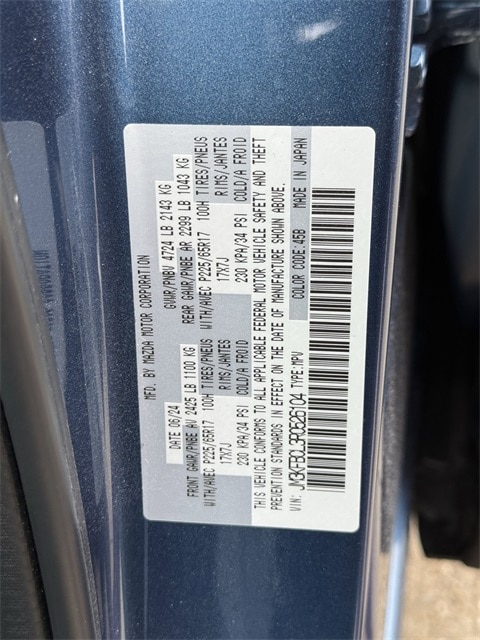 MFD. BY MAZDA MOTOR CORPORATION
DATE 06/24 GVWR/PNBV 4724 LB 2143 KG
FRONT GAWR/PNBE AV 2425 LB 1100 KG REAR GAWR/PNBE AR 2299 LB 1043 KG
WITH/AVEC P225/65R17 100H TIRES/PNEUS WITH/AVEC P225/65R17 100H TIRES/PNEUS
17X7J RIMS/JANTES 17X7J RIMS/JANTES
230 KPA/34 PSI COLD/A FROID 230 KPA/34 PSI COLD/A FROID
THIS VEHICLE CONFORMS TO ALL APPLICABLE FEDERAL MOTOR VEHICLE SAFETY AND THEFT
PREVENTION STANDARDS IN EFFECT ON THE DATE OF MANUFACTURE SHOWN ABOVE.
VIN: JM3KFBCL3R0526104 TYPE:MPV COLOR CODE:45B MADE IN JAPAN